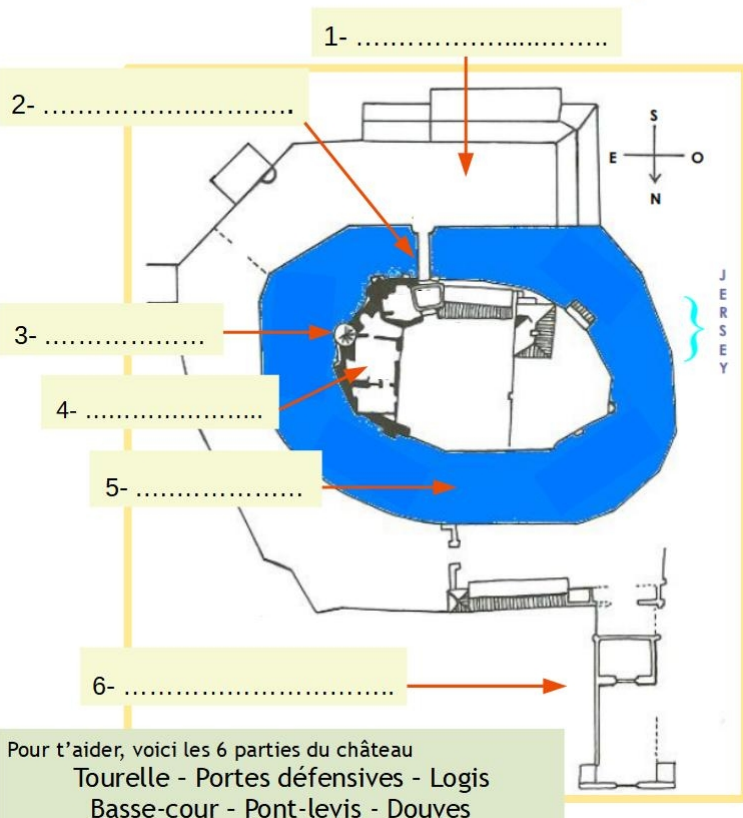 1- ……………………….
2- ……………………….
S
E O
N
JERSEY
3- ………………
4- …………………..
5- ………………
6- …………………………..
Pour t’aider, voici les 6 parties du château
Tourelle - Portes défensives - Logis
Basse-cour - Pont-levis - Douves